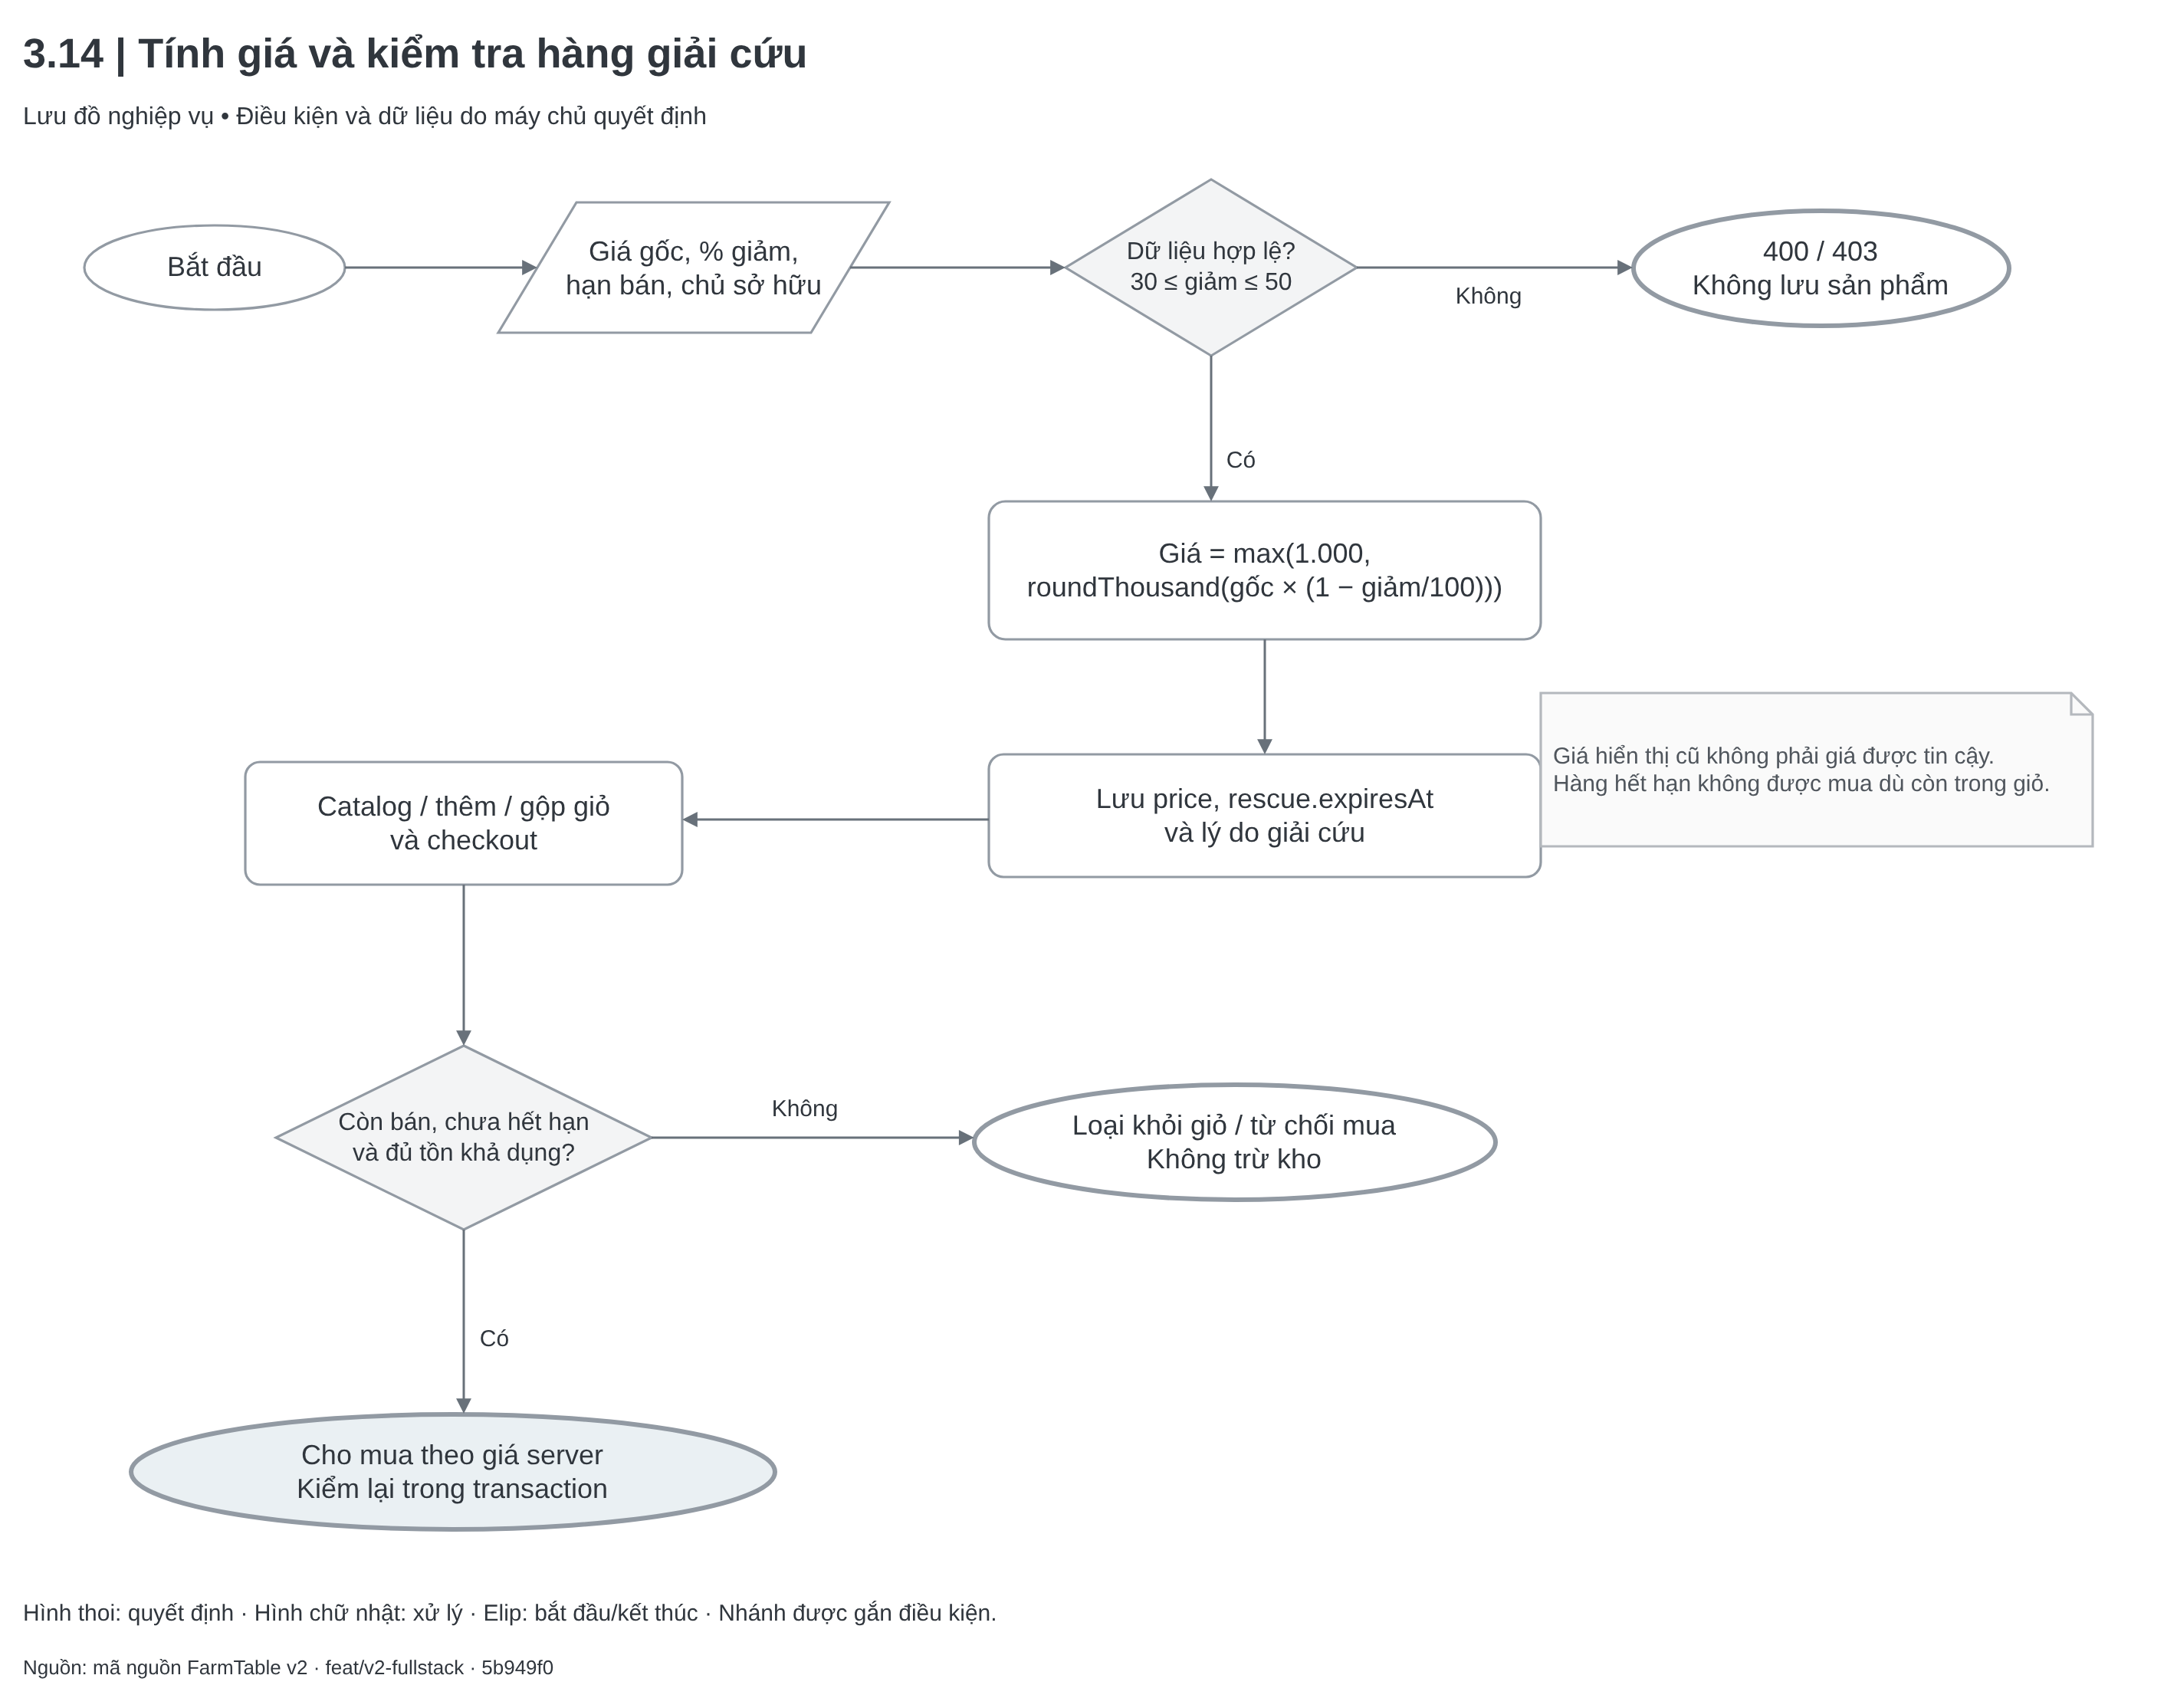 3.14 | Tính giá và kiểm tra hàng giải cứu
Lưu đồ nghiệp vụ • Điều kiện và dữ liệu do máy chủ quyết định
Bắt đầu
Giá gốc, % giảm,
hạn bán, chủ sở hữu
Dữ liệu hợp lệ?
30 ≤ giảm ≤ 50
Không
400 / 403
Không lưu sản phẩm
Có
Giá = max(1.000,
roundThousand(gốc × (1 − giảm/100)))
Giá hiển thị cũ không phải giá được tin cậy.
Hàng hết hạn không được mua dù còn trong giỏ.
Lưu price, rescue.expiresAt
và lý do giải cứu
Catalog / thêm / gộp giỏ
và checkout
Còn bán, chưa hết hạn
và đủ tồn khả dụng?
Không
Loại khỏi giỏ / từ chối mua
Không trừ kho
Có
Cho mua theo giá server
Kiểm lại trong transaction
Hình thoi: quyết định · Hình chữ nhật: xử lý · Elip: bắt đầu/kết thúc · Nhánh được gắn điều kiện.
Nguồn: mã nguồn FarmTable v2 · feat/v2-fullstack · 5b949f0